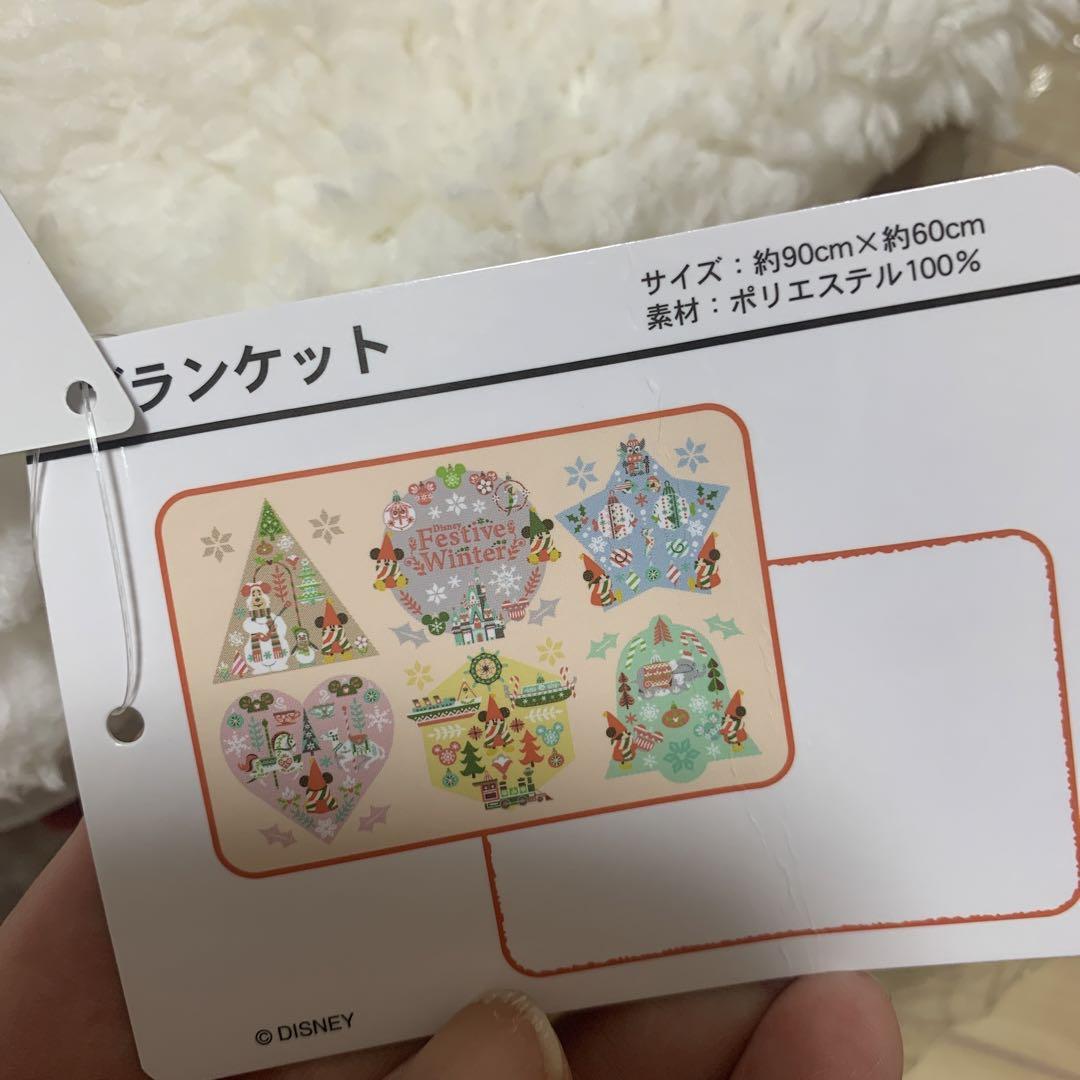 サイズ：約90cm×約60cm
素材：ポリエステル100%
ブランケット
Disney
Festive
Winter
© DISNEY